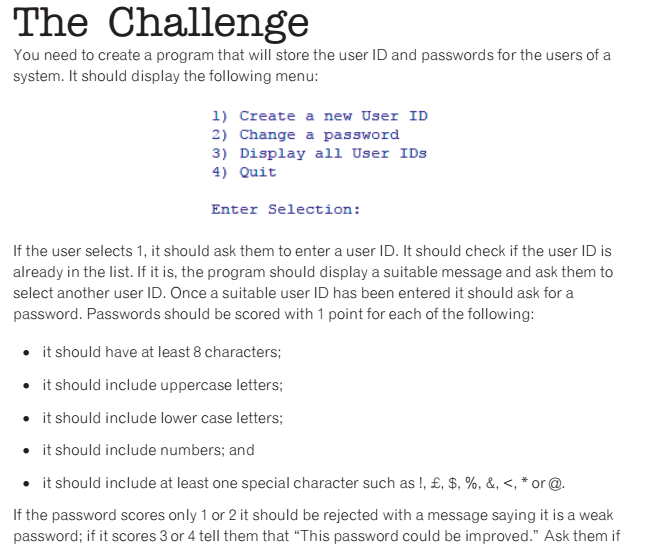 The Challenge
You need to create a program that will store the user ID and passwords for the users of a
system. It should display the following menu:
1) Create a new User ID
2) Change a password
3) Display all User IDs
4) Quit
Enter Selection:
If the user selects 1, it should ask them to enter a user ID. It should check if the user ID is
already in the list. If it is, the program should display a suitable message and ask them to
select another user ID. Once a suitable user ID has been entered it should ask for a
password. Passwords should be scored with 1 point for each of the following:
• it should have at least 8 characters;
• it should include uppercase letters;
• it should include lower case letters;
• it should include numbers; and
• it should include at least one special character such as !, £, $, %, &, <, * or @.
If the password scores only 1 or 2 it should be rejected with a message saying it is a weak
password; if it scores 3 or 4 tell them that “This password could be improved.” Ask them if